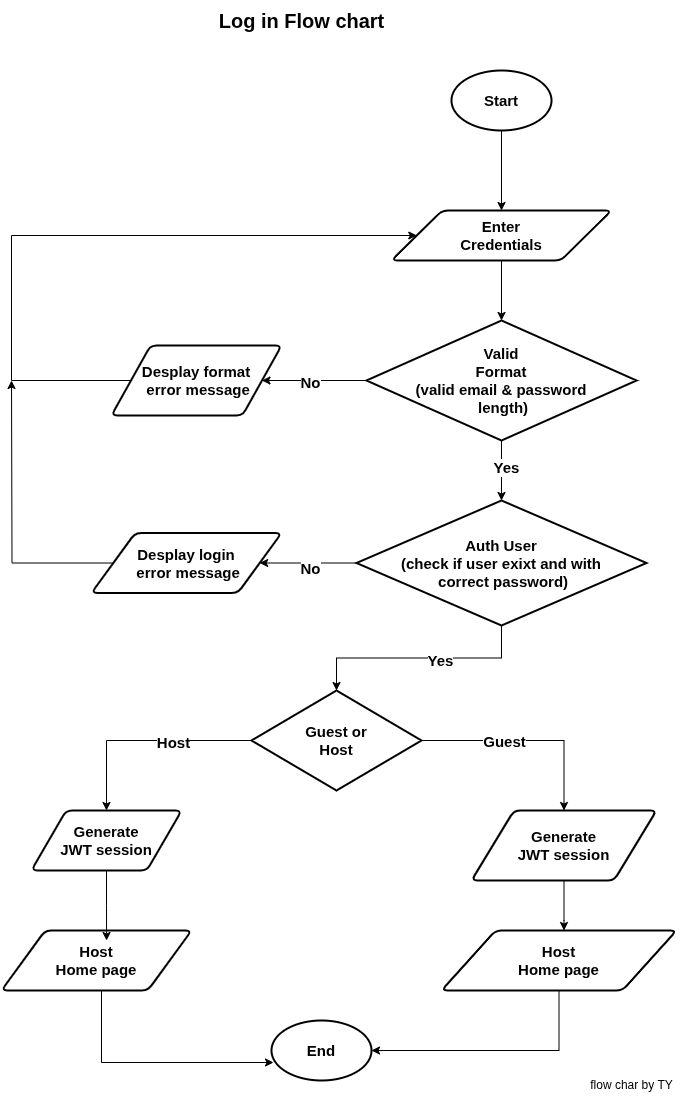 Log in Flow chart
Start
Enter
Credentials
Valid
Format
(valid email & password
length)
No
Desplay format
error message
Yes
Auth User
(check if user exixt and with
correct password)
No
Desplay login
error message
Yes
Guest or
Host
Host
Guest
Generate
JWT session
Generate
JWT session
Host
Home page
Host
Home page
End
flow char by TY